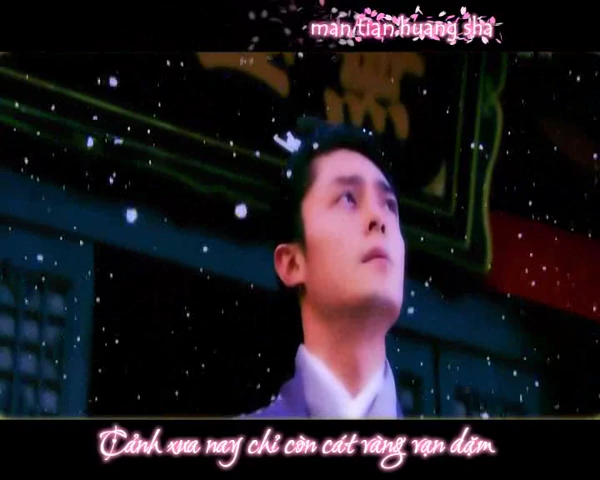 man tian huang sha
Cảnh xưa nay chỉ còn cát vàng vạn dặm